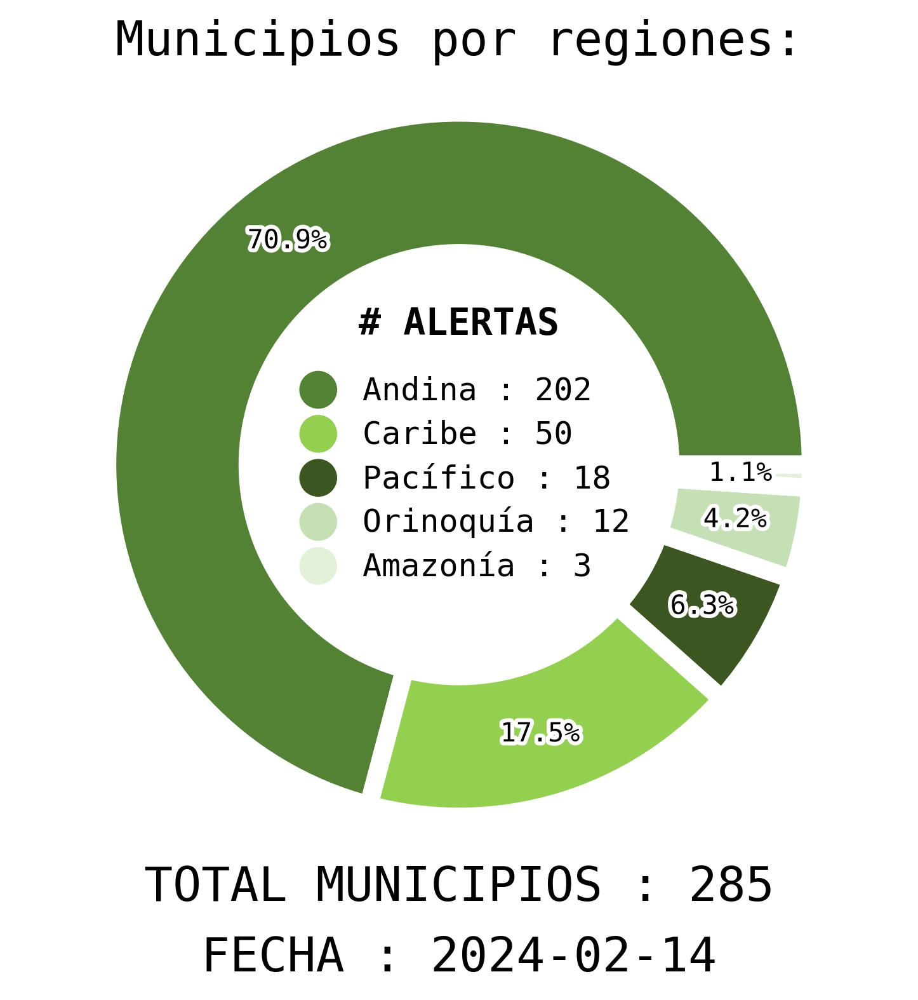 Municipios por regiones:
70.9%
# ALERTAS
Andina : 202
Caribe : 50
Pacífico : 18
Orinoquía : 12
Amazonía : 3
1.1%
4.2%
6.3%
17.5%
TOTAL MUNICIPIOS : 285
FECHA : 2024-02-14